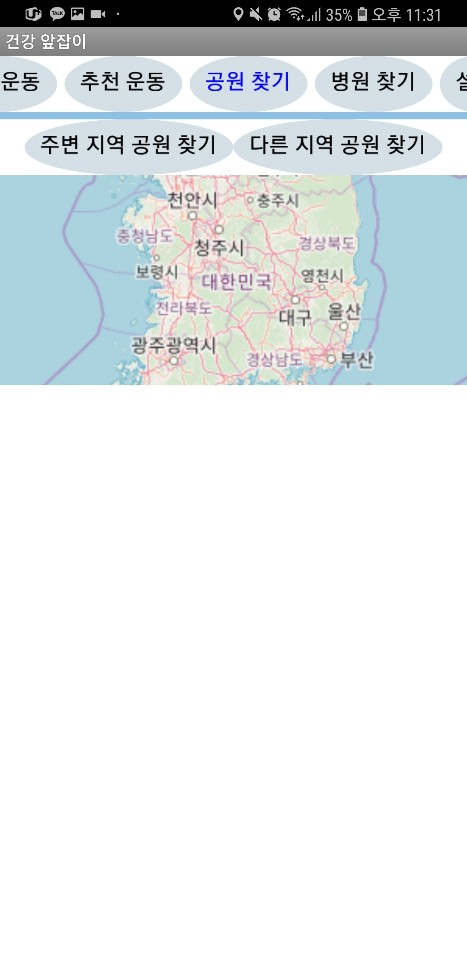 35% 오후 11:31
건강 앞잡이
운동 추천 운동 공원 찾기 병원 찾기
주변 지역 공원 찾기 다른 지역 공원 찾기
천안시 충주시
충청남도 청주시 경상북도
보령시 대한민국 영천시
전라북도 대구 울산
광주광역시 경상남도 부산